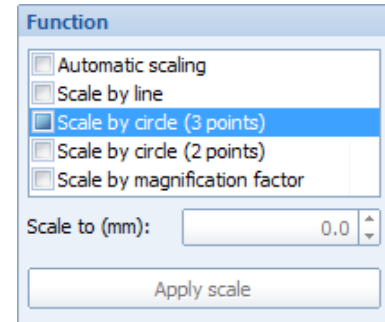 Function
Automatic scaling
Scale by line
Scale by circle (3 points)
Scale by circle (2 points)
Scale by magnification factor
Scale to (mm): 0.0
Apply scale